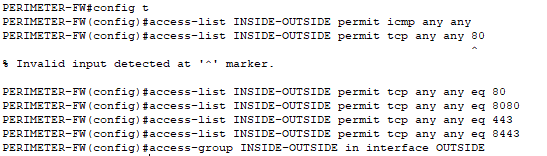 PERIMETER-FW#config t
PERIMETER-FW(config)#access-list INSIDE-OUTSIDE permit icmp any any
PERIMETER-FW(config)#access-list INSIDE-OUTSIDE permit tcp any any 80
^
% Invalid input detected at '^' marker.
PERIMETER-FW(config)#access-list INSIDE-OUTSIDE permit tcp any any eq 80
PERIMETER-FW(config)#access-list INSIDE-OUTSIDE permit tcp any any eq 8080
PERIMETER-FW(config)#access-list INSIDE-OUTSIDE permit tcp any any eq 443
PERIMETER-FW(config)#access-list INSIDE-OUTSIDE permit tcp any any eq 8443
PERIMETER-FW(config)#access-group INSIDE-OUTSIDE in interface OUTSIDE